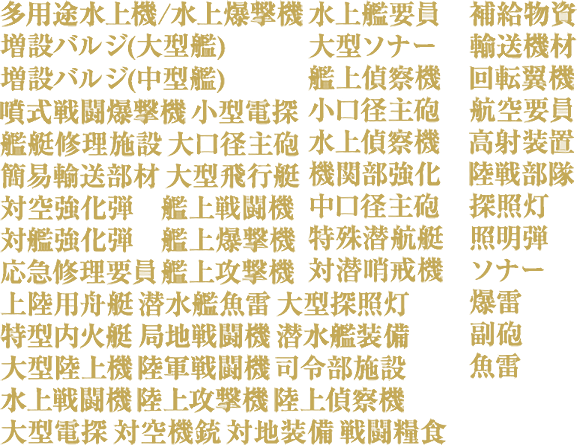 多用途水上機/水上爆撃機 水上艦要員 補給物資
増設バルジ(大型艦) 大型ソナー 輸送機材
増設バルジ(中型艦) 艦上偵察機 回転翼機
噴式戦闘爆撃機 小型電探 小口径主砲 航空要員
艦艇修理施設 大口径主砲 水上偵察機 高射装置
簡易輸送部材 大型飛行艇 機関部強化 陸戦部隊
対空強化弾 艦上戦闘機 中口径主砲 探照灯
対艦強化弾 艦上爆撃機 特殊潜航艇 照明弾
応急修理要員 艦上攻撃機 対潜哨戒機 ソナー
上陸用舟艇 潜水艦魚雷 大型探照灯 爆雷
特型内火艇 局地戦闘機 潜水艦装備 副砲
大型陸上機 陸軍戦闘機 司令部施設 魚雷
水上戦闘機 陸上攻撃機 陸上偵察機
大型電探 対空機銃 対地装備 戦闘糧食